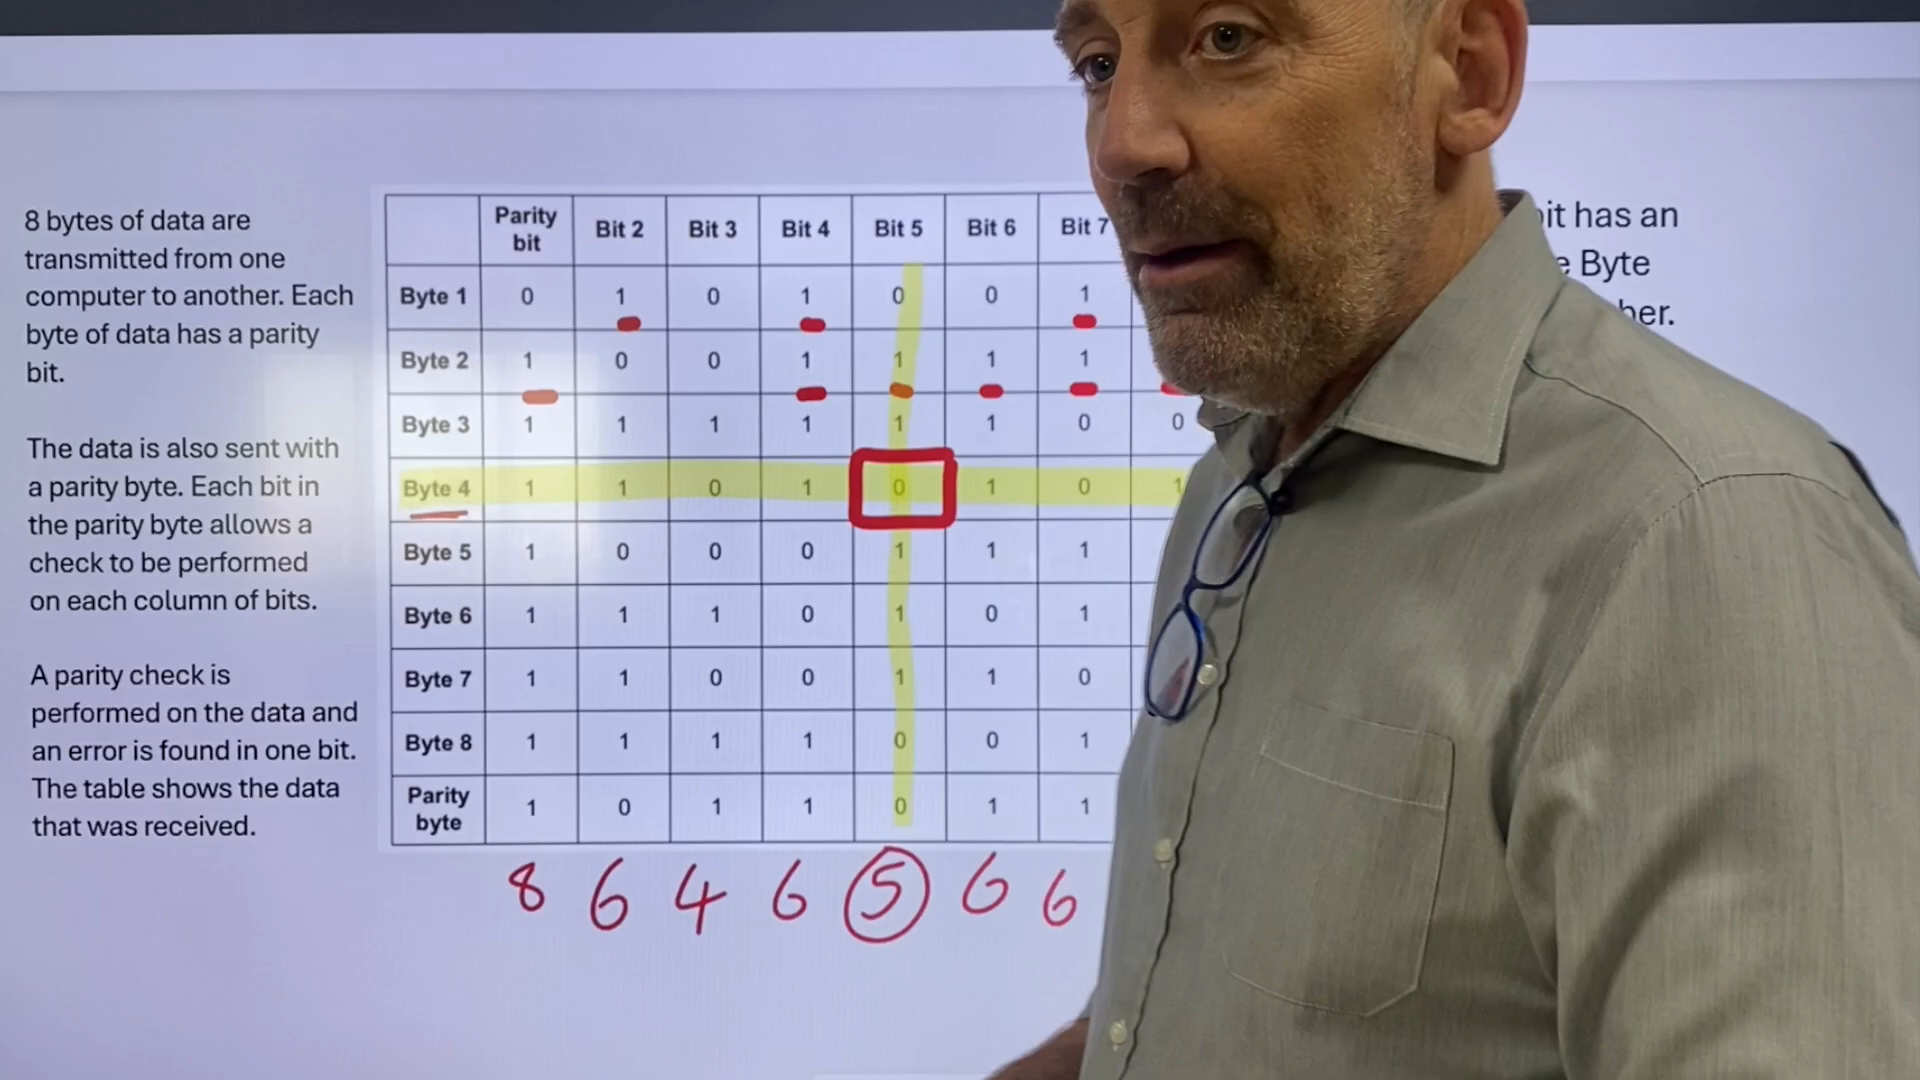 8 bytes of data are
transmitted from one
computer to another. Each
byte of data has a parity
bit.
The data is also sent with
a parity byte. Each bit in
the parity byte allows a
check to be performed
on each column of bits.
A parity check is
performed on the data and
an error is found in one bit.
The table shows the data
that was received.
Parity bit Bit 2 Bit 3 Bit 4 Bit 5 Bit 6 Bit 7
Byte 1 0 1 0 1 0 0 1
Byte 2 1 0 0 1 1 1 1
Byte 3 1 1 1 1 1 1 0 0
Byte 4 1 1 0 1 0 1 0 1
Byte 5 1 0 0 0 1 1 1
Byte 6 1 1 1 0 1 0 1
Byte 7 1 1 0 0 1 1 0
Byte 8 1 1 1 1 0 0 1
Parity byte 1 0 1 1 0 1 1
8 6 4 6 5 6 6
has an
Byte